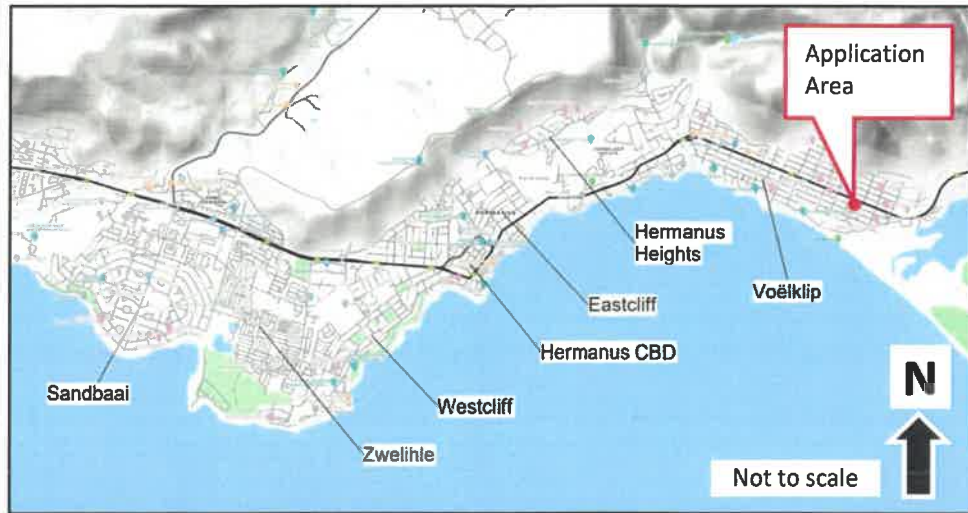 Application
Area
Hermanus
Heights
Voëlklip
Eastcliff
Hermanus CBD
Sandbaai
Westcliff
Zwelihle
N
Not to scale